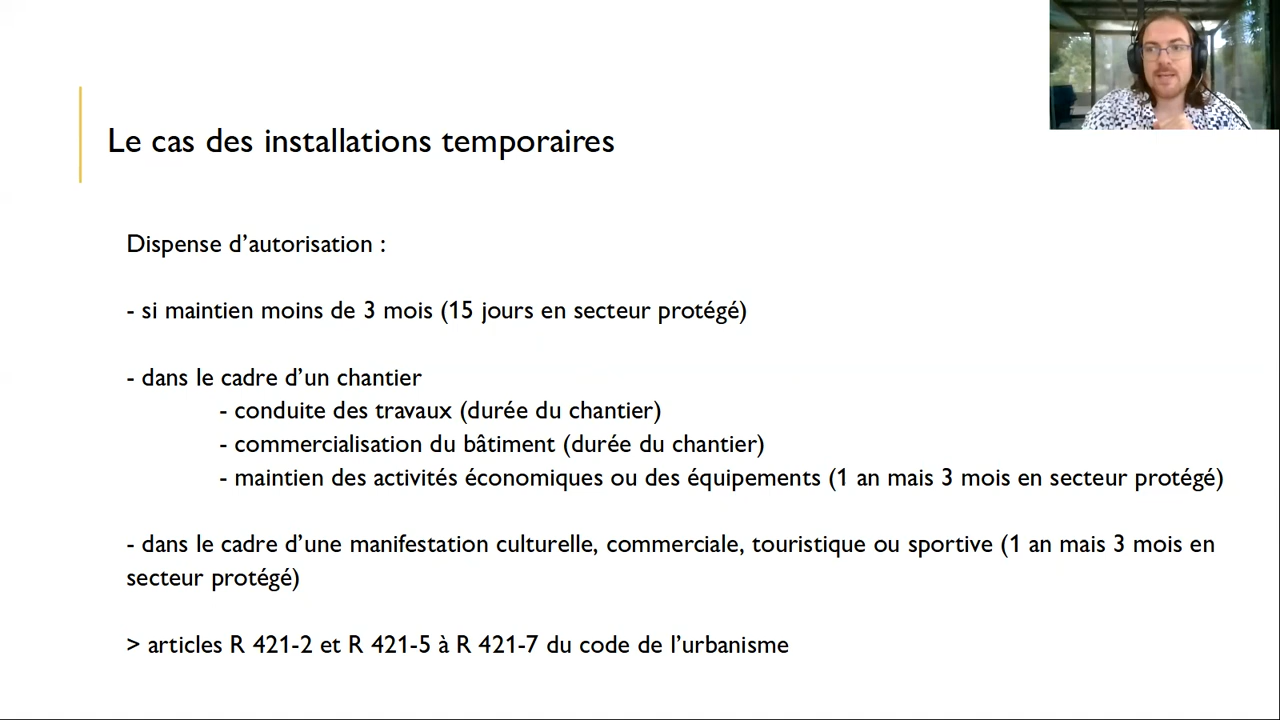 Le cas des installations temporaires
Dispense d’autorisation :
- si maintien moins de 3 mois (15 jours en secteur protégé)
- dans le cadre d’un chantier
- conduite des travaux (durée du chantier)
- commercialisation du bâtiment (durée du chantier)
- maintien des activités économiques ou des équipements (1 an mais 3 mois en secteur protégé)
- dans le cadre d’une manifestation culturelle, commerciale, touristique ou sportive (1 an mais 3 mois en
secteur protégé)
> articles R 421-2 et R 421-5 à R 421-7 du code de l’urbanisme